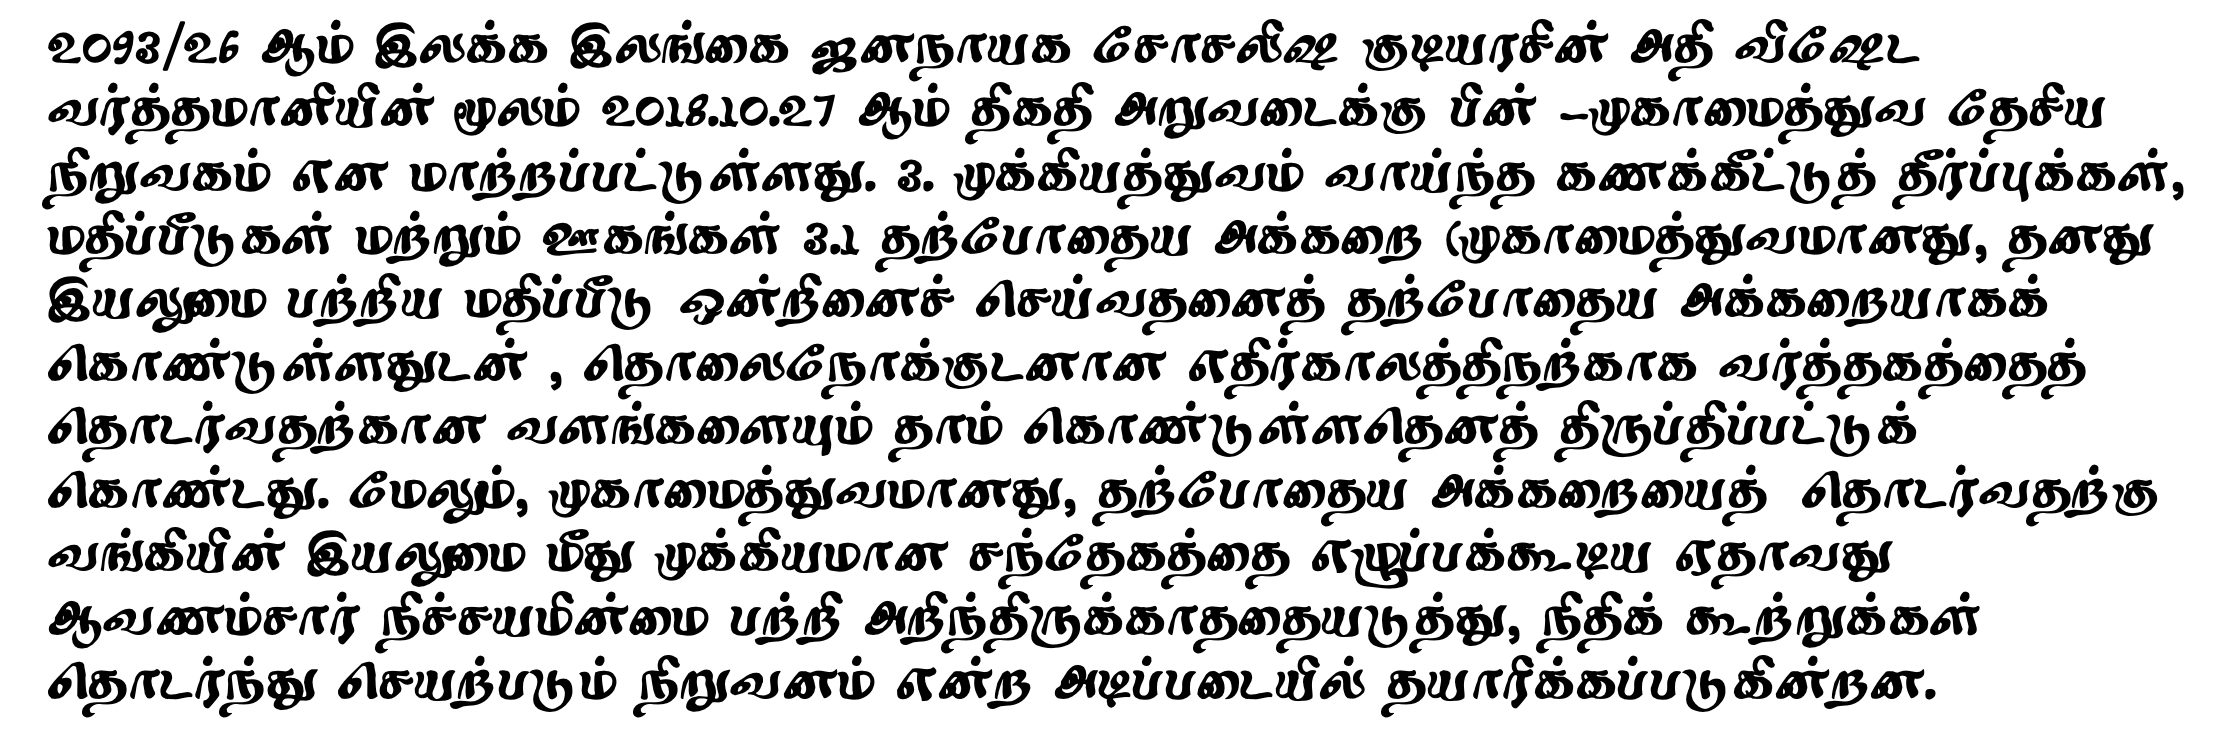 2093/26 ஆம் இலக்க இலங்கை ஜனநாயக சோசலிஷ குடியரசின் அதி விஷேட
வர்த்தமானியின் மூலம் 2018.10.27 ஆம் திகதி அறுவடைக்கு பின் –முகாமைத்துவ தேசிய
நிறுவகம் என மாற்றப்பட்டுள்ளது. 3. முக்கியத்துவம் வாய்ந்த கணக்கீட்டுத் தீர்ப்புக்கள்,
மதிப்பீடுகள் மற்றும் ஊகங்கள் 3.1 தற்போதைய அக்கறை (முகாமைத்துவமானது, தனது
இயலுமை பற்றிய மதிப்பீடு ஒன்நினைச் செய்வதனைத் தற்போதைய அக்கறையாகக்
கொண்டுள்ளதுடன் , தொலைநோக்குடனான எதிர்காலத்திநற்காக வர்த்தகத்தைத்
தொடர்வதற்கான வளங்களையும் தாம் கொண்டுள்ளதெனத் திருப்திப்பட்டுக்
கொண்டது. மேலும், முகாமைத்துவமானது, தற்போதைய அக்கறையைத் தொடர்வதற்கு
வங்கியின் இயலுமை மீது முக்கியமான சந்தேகத்தை எழுப்பக்கூடிய ஏதாவது
ஆவணம்சார் நிச்சயமின்மை பற்றி அறிந்திருக்காததையடுத்து, நிதிக் கூற்றுக்கள்
தொடர்ந்து செயற்படும் நிறுவனம் என்ற அடிப்படையில் தயாரிக்கப்படுகின்றன.